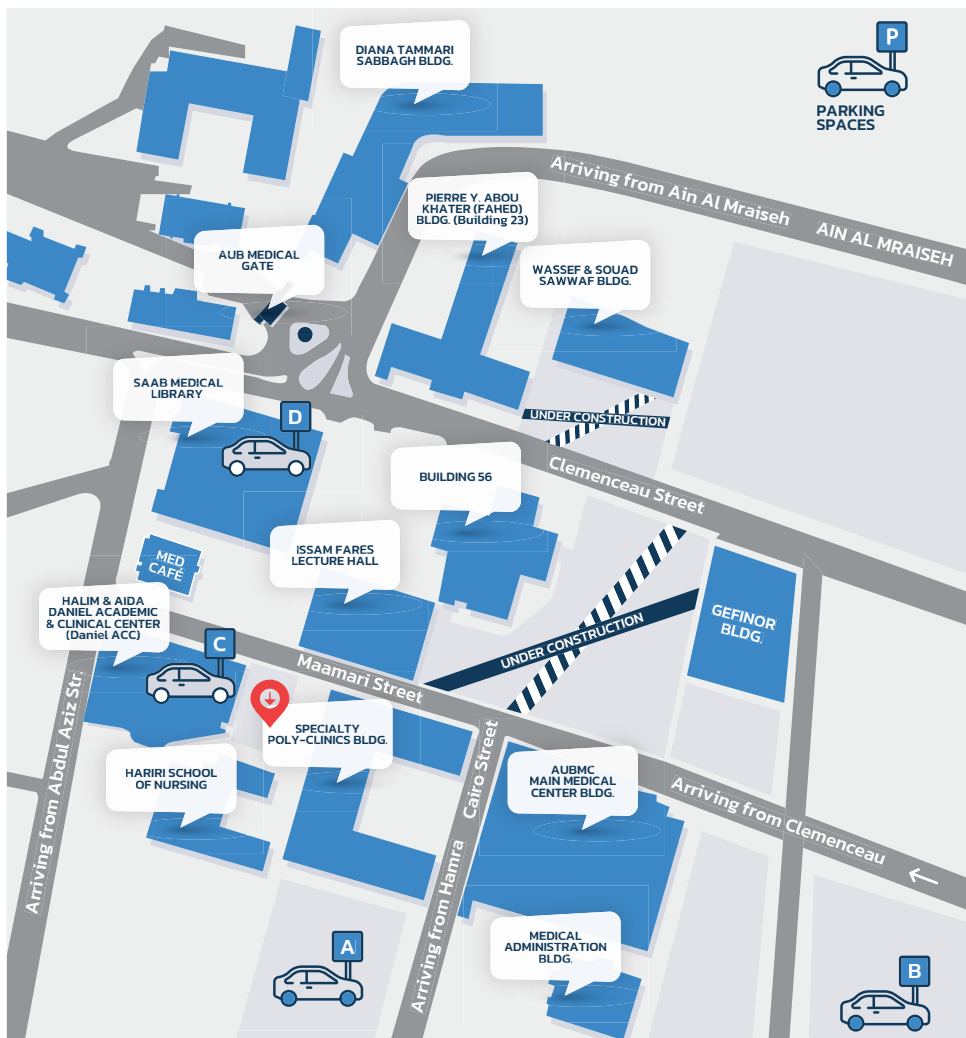 DIANA TAMMARI
SABBAGH BLDG.
P
PARKING
SPACES
Arriving from Ain Al Mraiseh
AIN AL MRAISEH
PIERRE Y. ABOU
KHATER (FAHED)
BLDG. (Building 23)
AUB MEDICAL
GATE
WASSEF & SOUAD
SAWWAF BLDG.
SAAB MEDICAL
LIBRARY
D
UNDER CONSTRUCTION
Clemenceau Street
BUILDING 56
ISSAM FARES
LECTURE HALL
MED
CAFÉ
HALIM & AIDA
DANIEL ACADEMIC
& CLINICAL CENTER
(Daniel ACC)
C
UNDER CONSTRUCTION
GEFINOR
BLDG.
Maamari Street
SPECIALTY
POLY-CLINICS BLDG.
HARIRI SCHOOL
OF NURSING
Arriving from Abdul Aziz Str.
Cairo Street
AUBMC
MAIN MEDICAL
CENTER BLDG.
Arriving from Clemenceau
Arriving from Hamra
A
MEDICAL
ADMINISTRATION
BLDG.
B